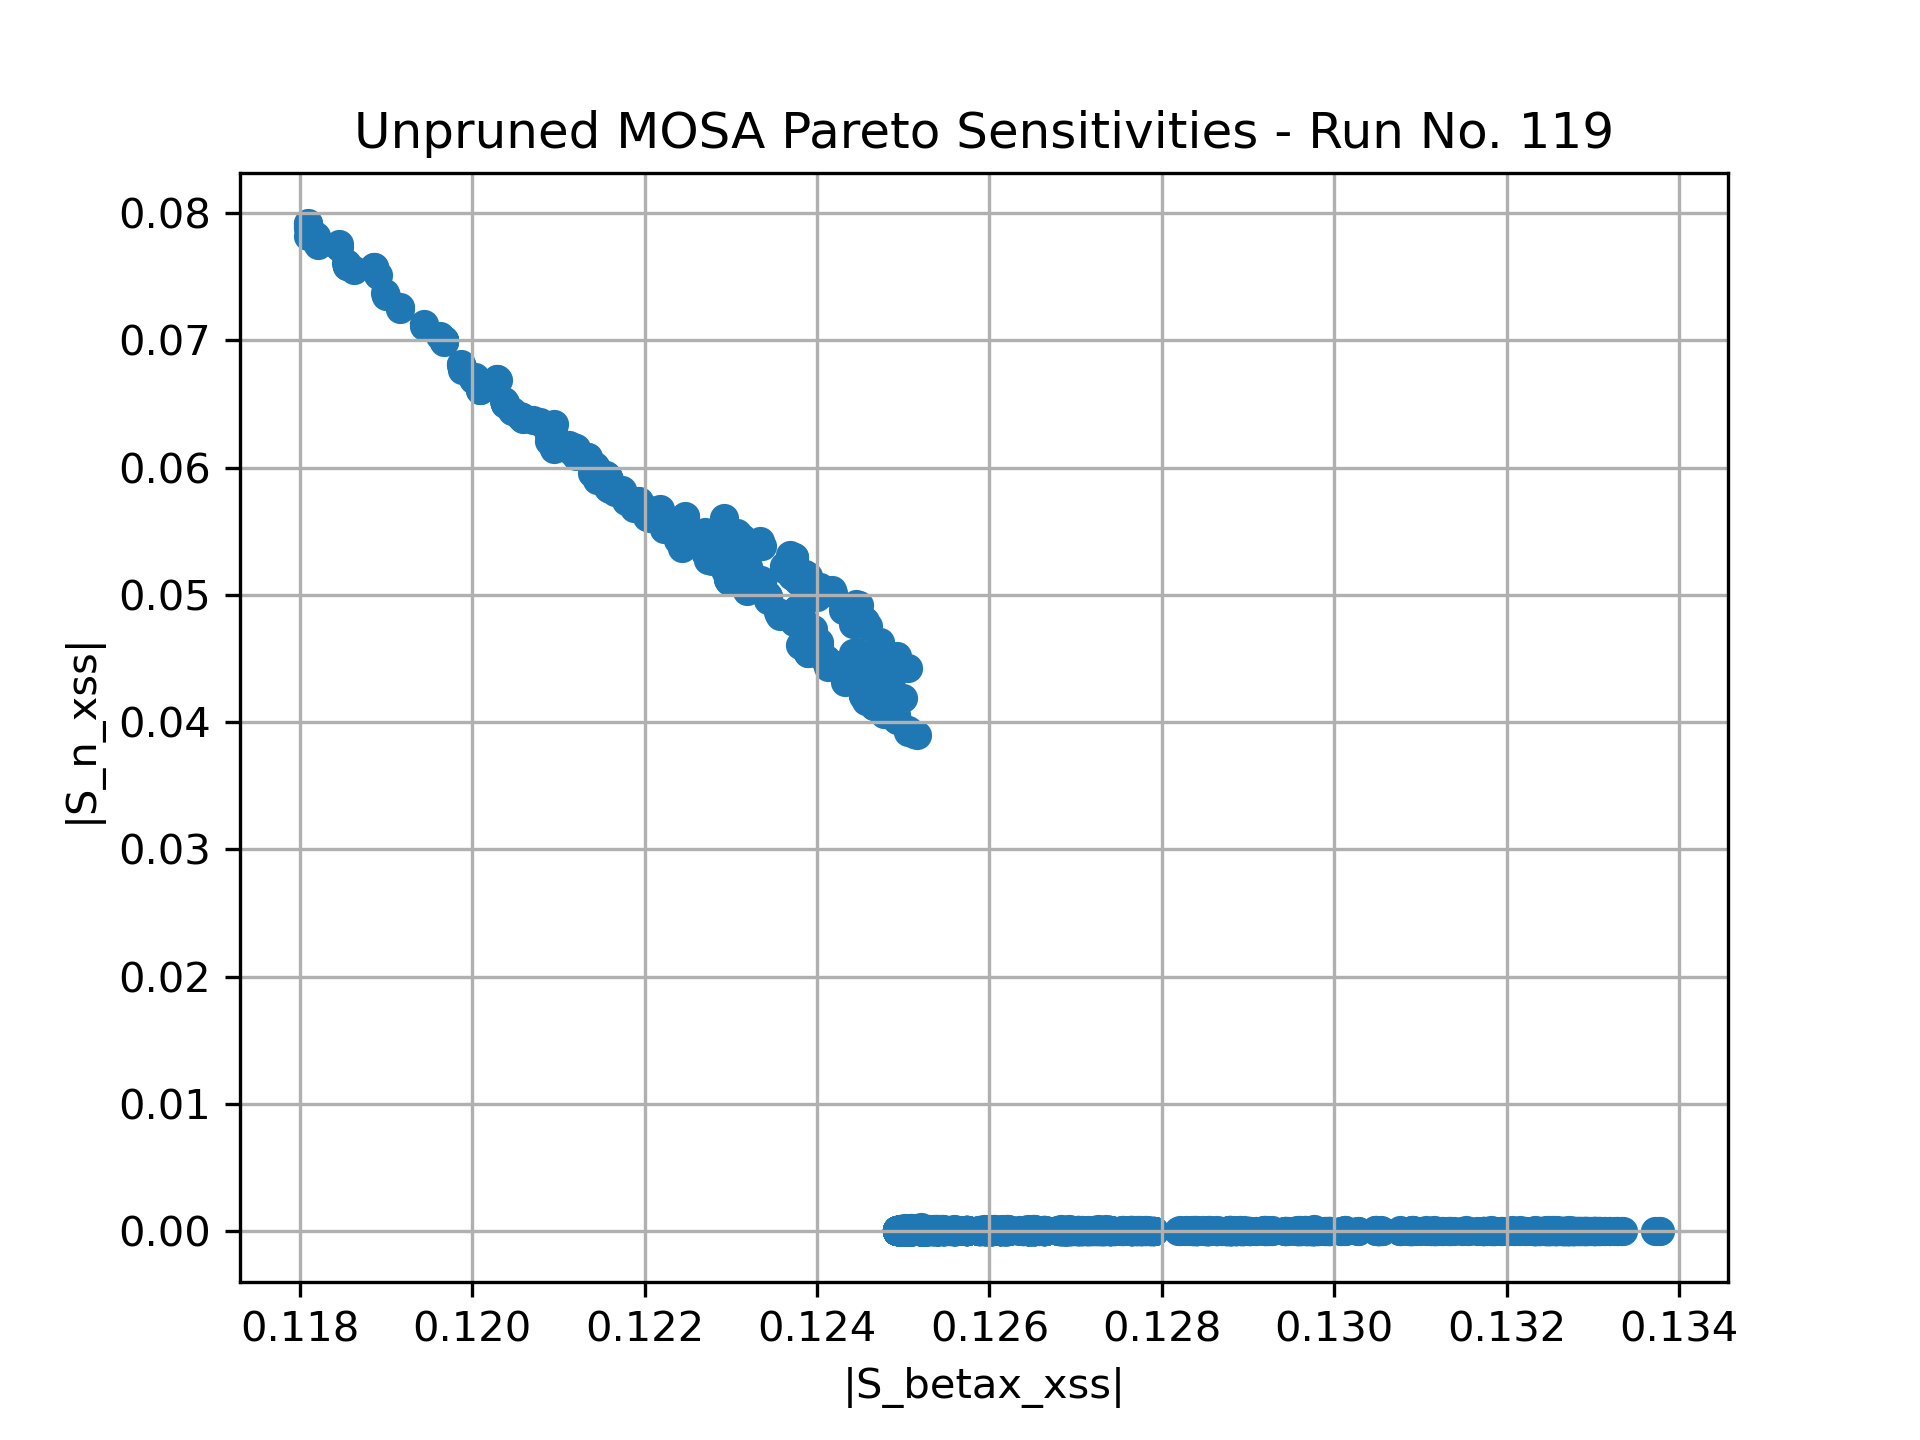 Unpruned MOSA Pareto Sensitivities - Run No. 119
|S_n_xss|
0.08
0.07
0.06
0.05
0.04
0.03
0.02
0.01
0.00
0.118 0.120 0.122 0.124 0.126 0.128 0.130 0.132 0.134
|S_betax_xss|